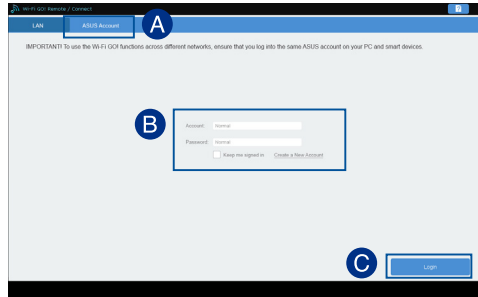 Wi-Fi GO! Remote / Connect
?
LAN
ASUS Account
A
IMPORTANT! To use the Wi-Fi GO! functions across different networks, ensure that you log into the same ASUS account on your PC and smart devices.
B
Account: Normal
Password: Normal
Keep me signed in Create a New Account
C
Login